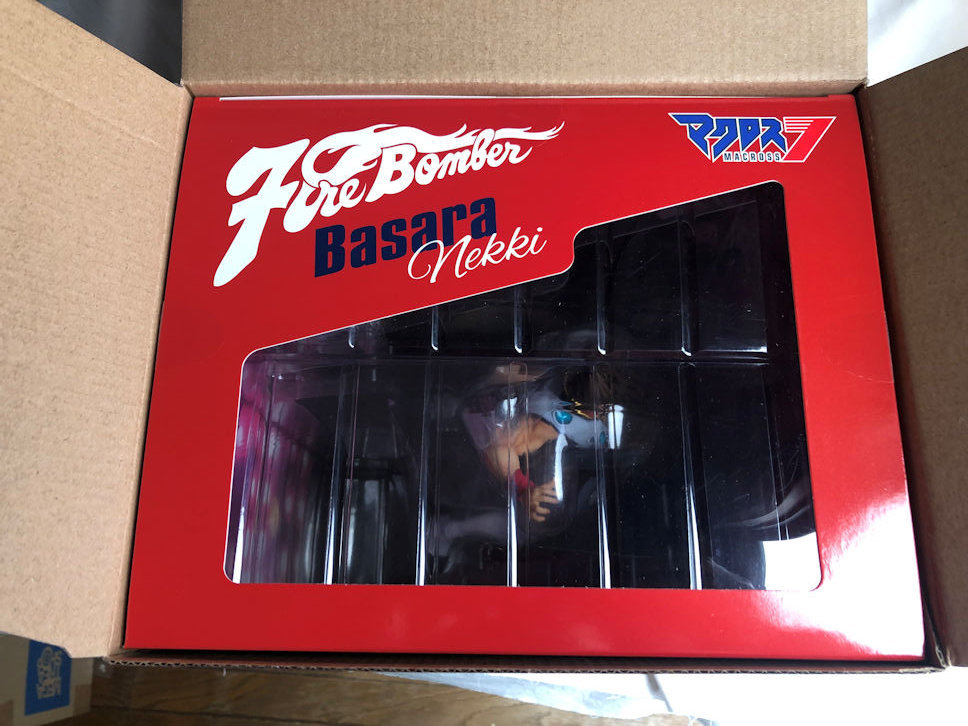 Fire Bomber
Basara
Nekki
マクロス7
MACROSS